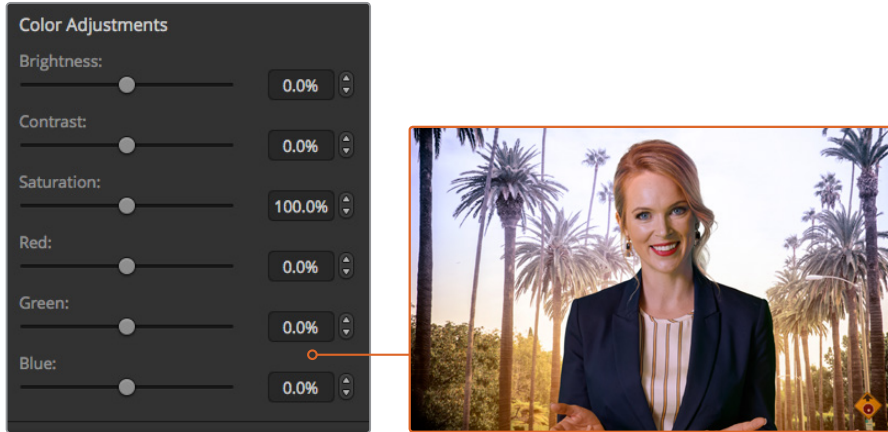 Color Adjustments
Brightness:
0.0%
Contrast:
0.0%
Saturation:
100.0%
Red:
0.0%
Green:
0.0%
Blue:
0.0%